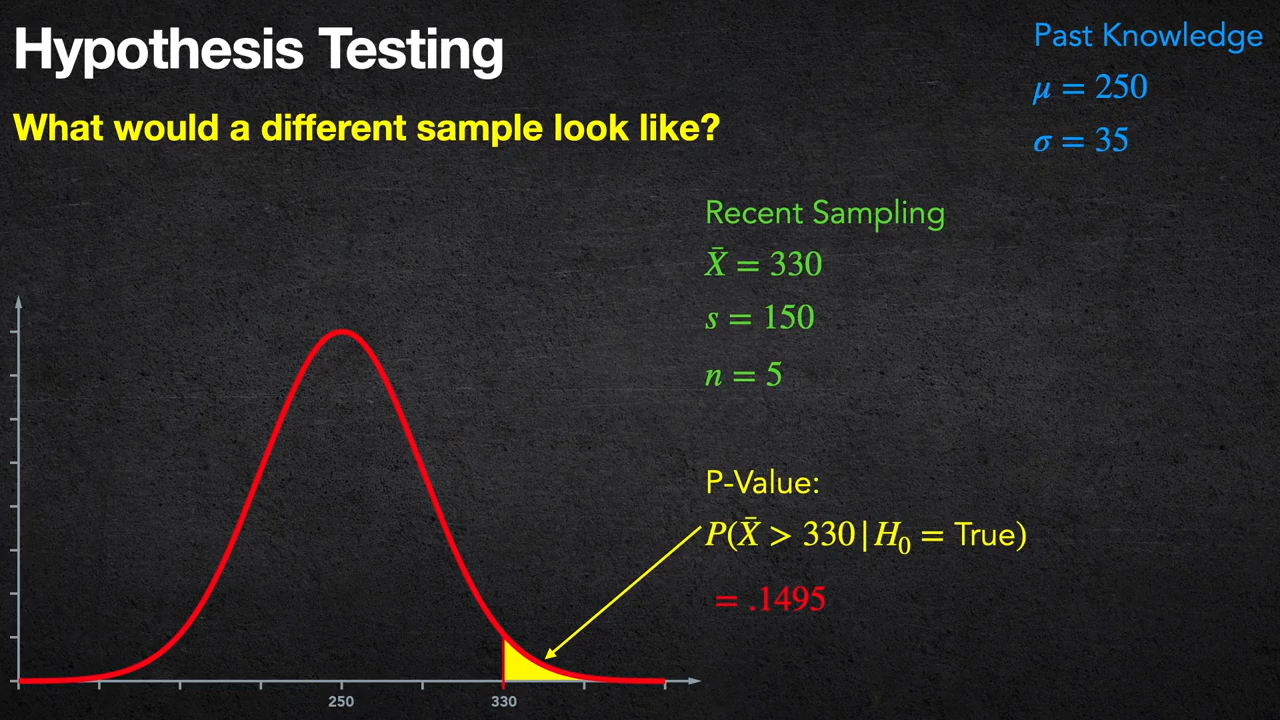 Hypothesis Testing
What would a different sample look like?
Past Knowledge
μ = 250
σ = 35
Recent Sampling
X̄ = 330
s = 150
n = 5
P-Value:
P(X̄ > 330 | H₀ = True)
= .1495
250
330